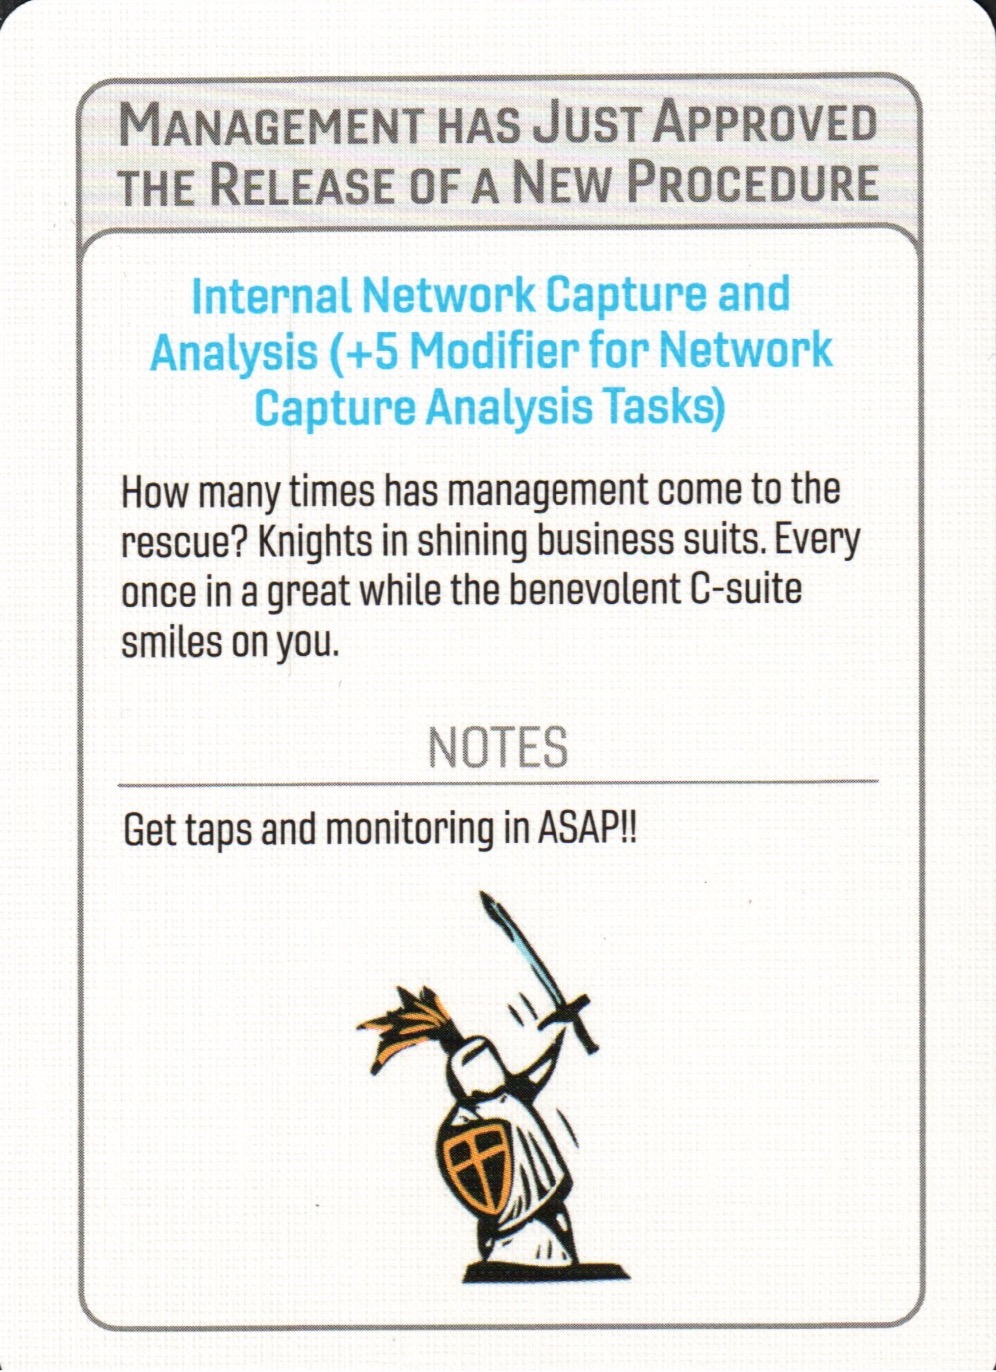 Management has Just Approved
the Release of a New Procedure
Internal Network Capture and
Analysis (+5 Modifier for Network
Capture Analysis Tasks)
How many times has management come to the
rescue? Knights in shining business suits. Every
once in a great while the benevolent C-suite
smiles on you.
NOTES
Get taps and monitoring in ASAP!!